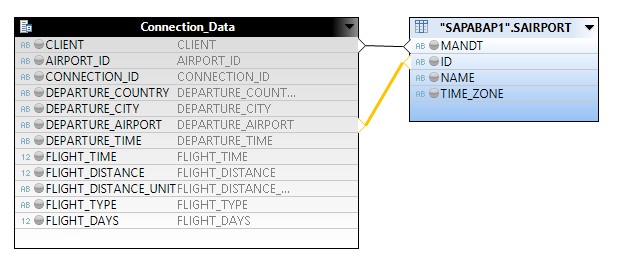 Connection_Data
AB CLIENT CLIENT
AB AIRPORT_ID AIRPORT_ID
AB CONNECTION_ID CONNECTION_ID
AB DEPARTURE_COUNTRY DEPARTURE_COUNT...
AB DEPARTURE_CITY DEPARTURE_CITY
AB DEPARTURE_AIRPORT DEPARTURE_AIRPORT
AB DEPARTURE_TIME DEPARTURE_TIME
12 FLIGHT_TIME FLIGHT_TIME
12 FLIGHT_DISTANCE FLIGHT_DISTANCE
AB FLIGHT_DISTANCE_UNIT FLIGHT_DISTANCE_...
AB FLIGHT_TYPE FLIGHT_TYPE
12 FLIGHT_DAYS FLIGHT_DAYS
"SAPABAP1".SAIRPORT
AB MANDT
AB ID
AB NAME
AB TIME_ZONE